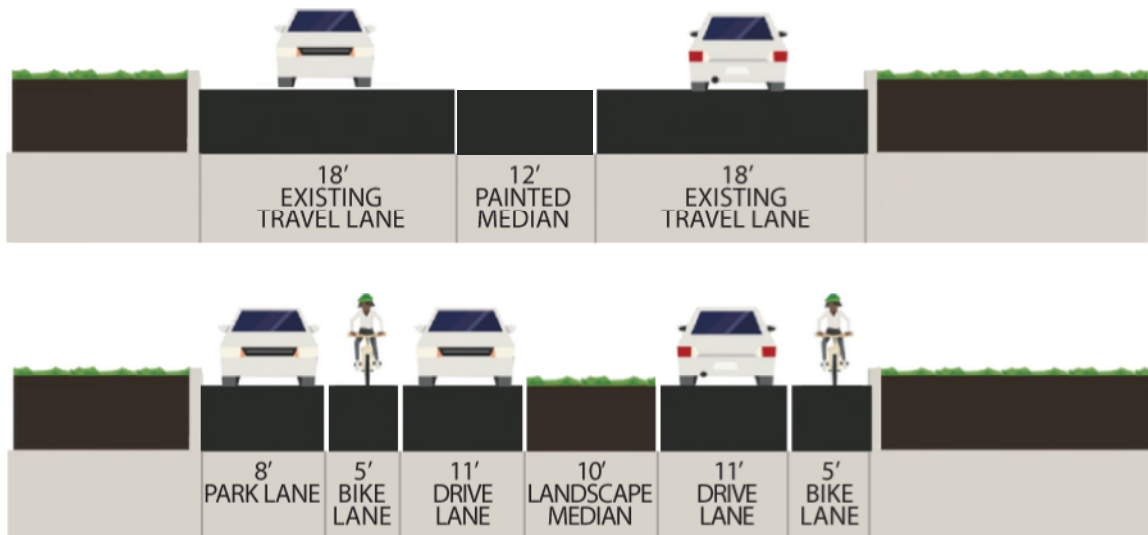 18’
EXISTING
TRAVEL LANE
12’
PAINTED
MEDIAN
18’
EXISTING
TRAVEL LANE
8’
PARK LANE
5’
BIKE
LANE
11’
DRIVE
LANE
10’
LANDSCAPE
MEDIAN
11’
DRIVE
LANE
5’
BIKE
LANE